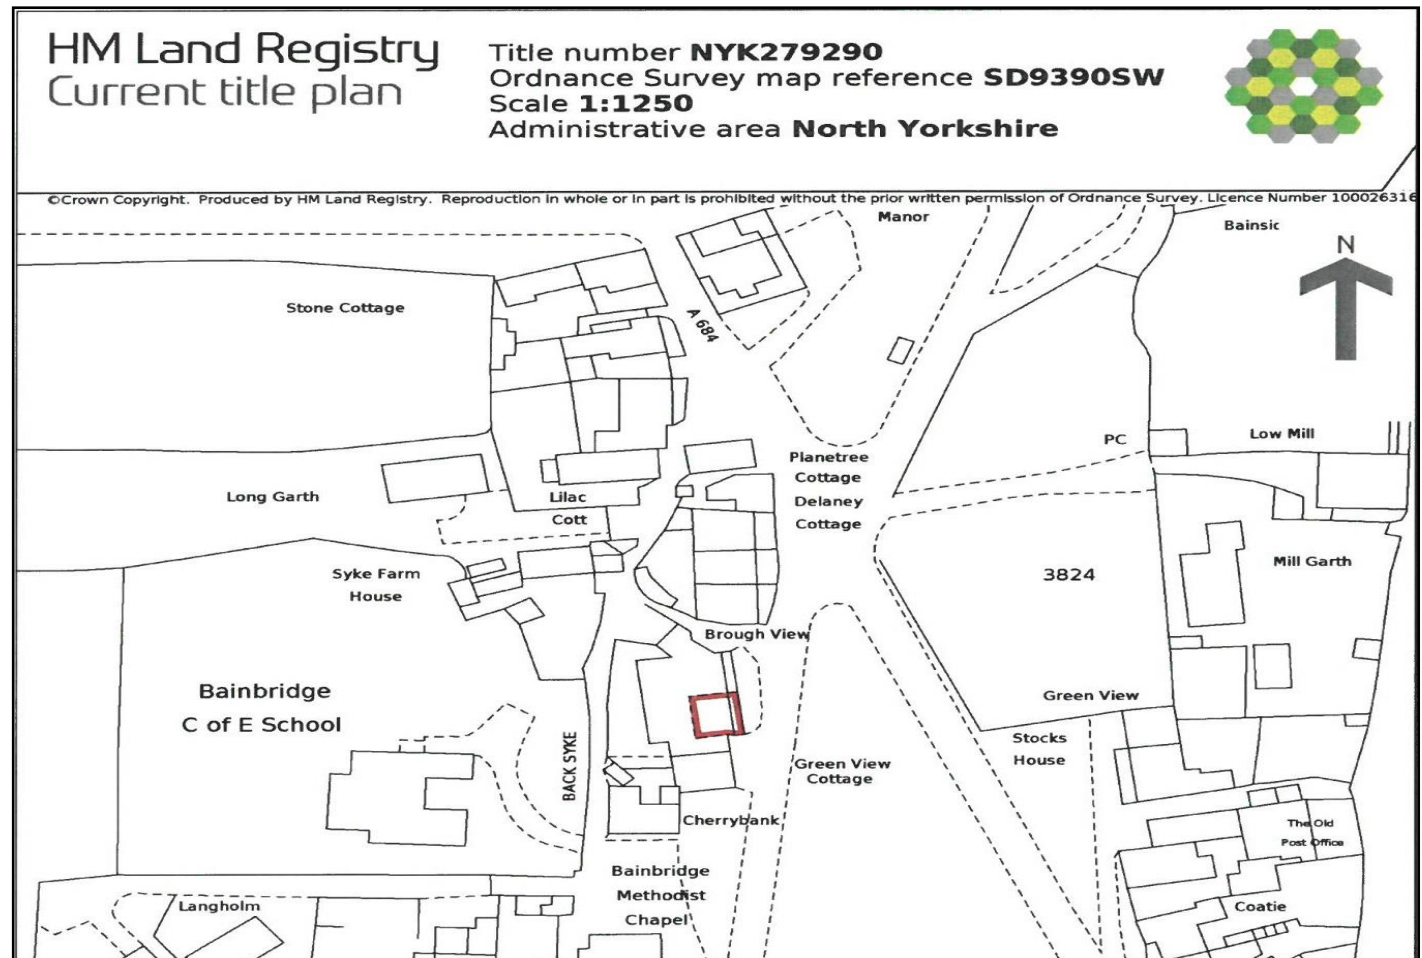 HM Land Registry
Current title plan
Title number NYK279290
Ordnance Survey map reference SD9390SW
Scale 1:1250
Administrative area North Yorkshire
©Crown Copyright. Produced by HM Land Registry. Reproduction in whole or in part is prohibited without the prior written permission of Ordnance Survey. Licence Number 100026316
Manor
Bainsic
N
Stone Cottage
A 684
PC
Low Mill
Planetree
Cottage
Delaney
Cottage
Long Garth
Lilac
Cott
Syke Farm
House
3824
Mill Garth
Brough View
Bainbridge
C of E School
Green View
BACK SYKE
Stocks
House
Green View
Cottage
Cherrybank
The Old
Post Office
Bainbridge
Methodist
Chapel
Langholm
Coatie